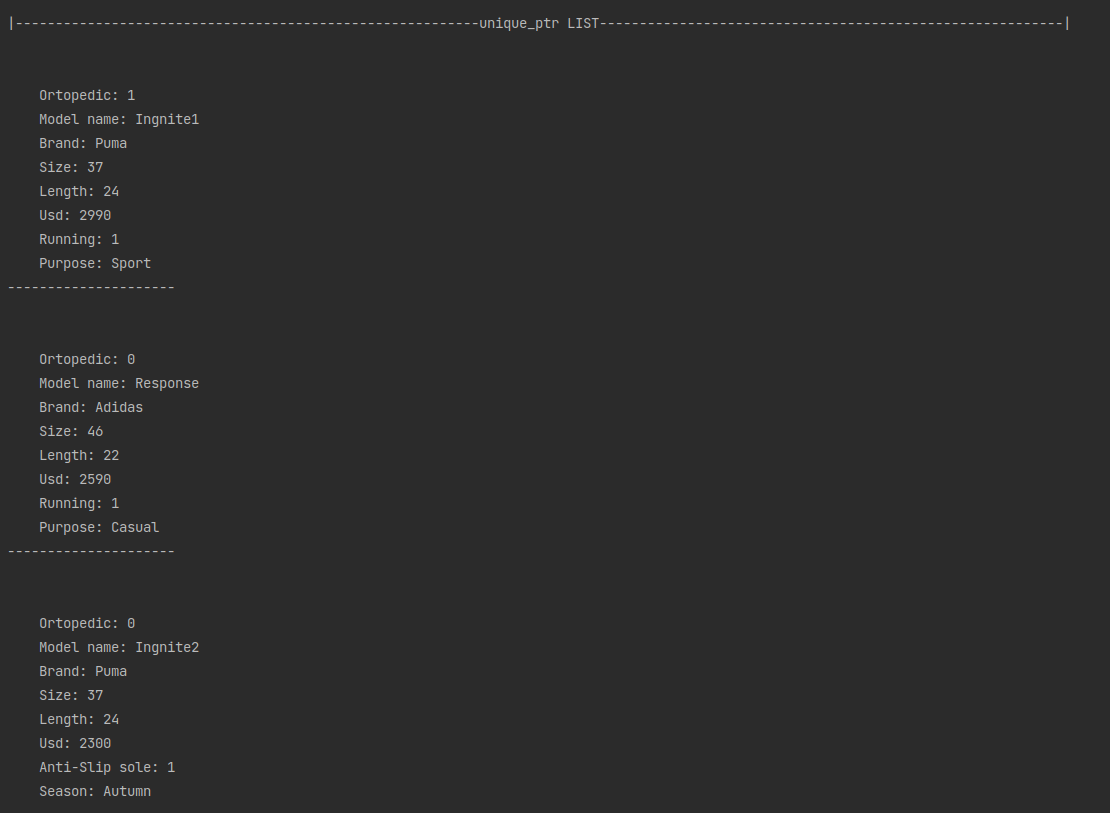 |----------------------------------------------------------unique_ptr LIST----------------------------------------------------------|
Ortopedic: 1
Model name: Ingnite1
Brand: Puma
Size: 37
Length: 24
Usd: 2990
Running: 1
Purpose: Sport
---------------------
Ortopedic: 0
Model name: Response
Brand: Adidas
Size: 46
Length: 22
Usd: 2590
Running: 1
Purpose: Casual
---------------------
Ortopedic: 0
Model name: Ingnite2
Brand: Puma
Size: 37
Length: 24
Usd: 2300
Anti-Slip sole: 1
Season: Autumn